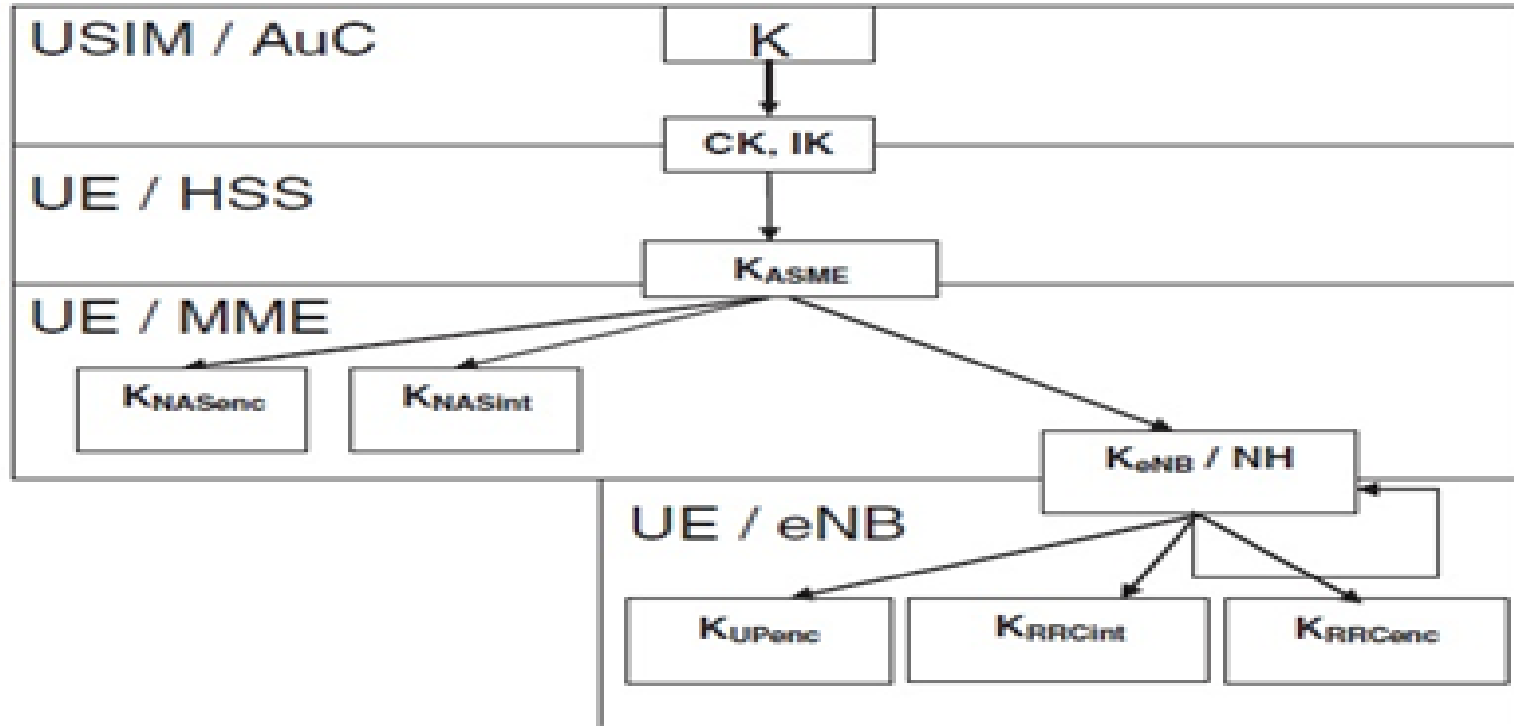 USIM / AuC
K
CK, IK
UE / HSS
KASME
UE / MME
KNASenc
KNASint
KeNB / NH
UE / eNB
KUPenc
KRRCint
KRRCenc